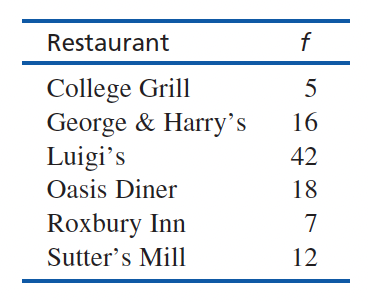 Restaurant f
College Grill 5
George & Harry’s 16
Luigi’s 42
Oasis Diner 18
Roxbury Inn 7
Sutter’s Mill 12